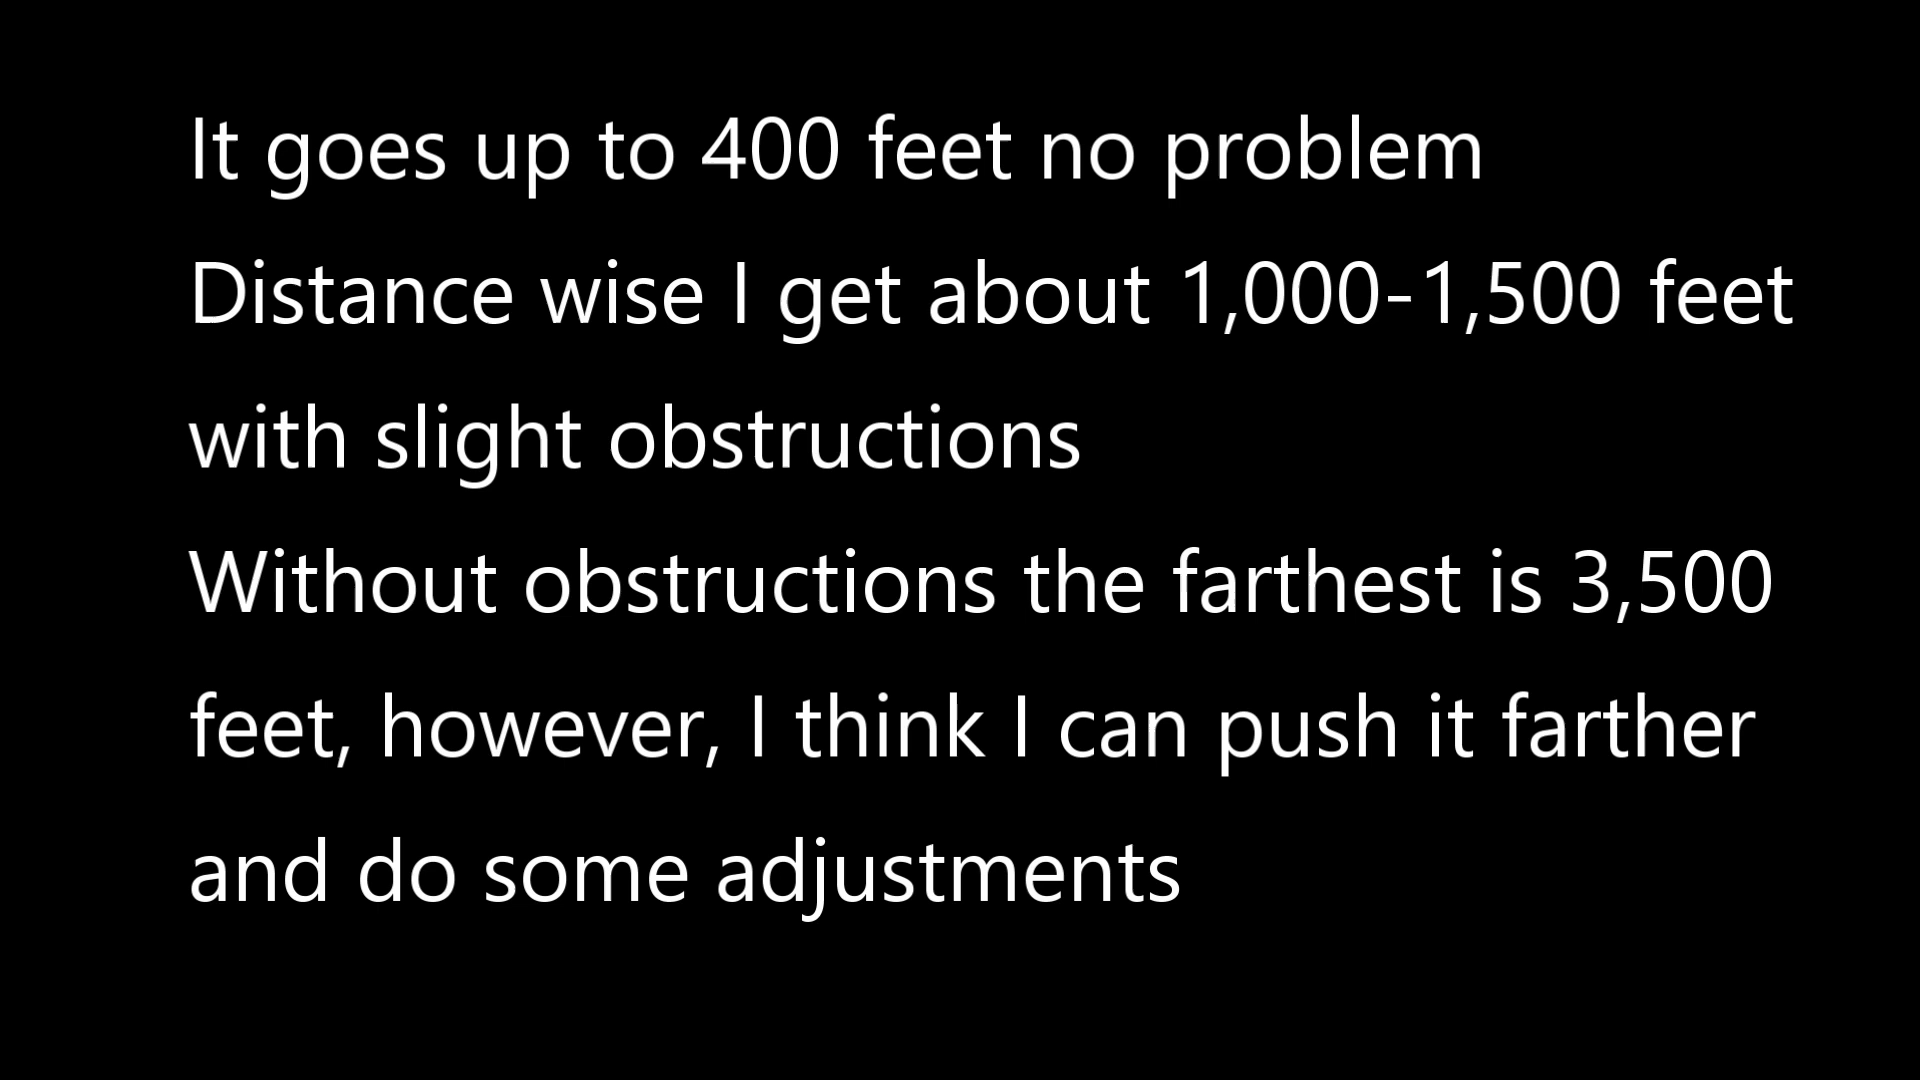 It goes up to 400 feet no problem
Distance wise I get about 1,000-1,500 feet
with slight obstructions
Without obstructions the farthest is 3,500
feet, however, I think I can push it farther
and do some adjustments